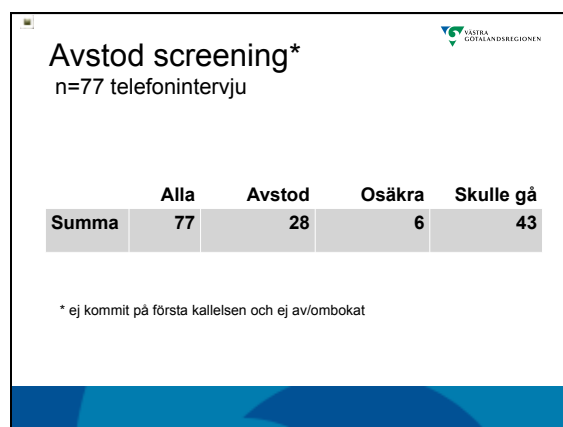 VÄSTRA
GÖTALANDSREGIONEN
Avstod screening*
n=77 telefonintervju
Alla Avstod Osäkra Skulle gå
Summa 77 28 6 43
* ej kommit på första kallelsen och ej av/ombokat